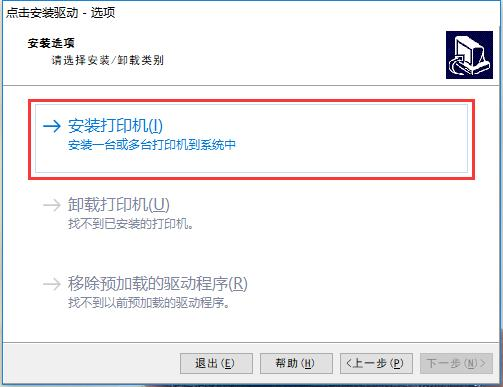 点击安装驱动 - 选项
安装选项
请选择安装/卸载类别
安装打印机(I)
安装一台或多台打印机到系统中
卸载打印机(U)
找不到已安装的打印机。
移除预加载的驱动程序(R)
找不到以前预加载的驱动程序。
退出(E) 帮助(H) <上一步(P) 下一步(N)>